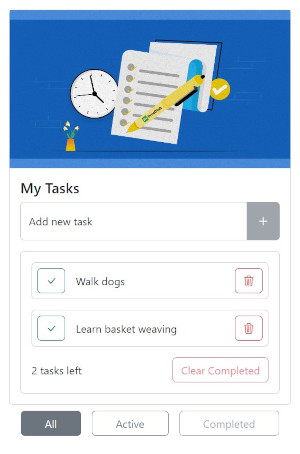 My Tasks
Add new task +
Walk dogs
Learn basket weaving
2 tasks left Clear Completed
All Active Completed